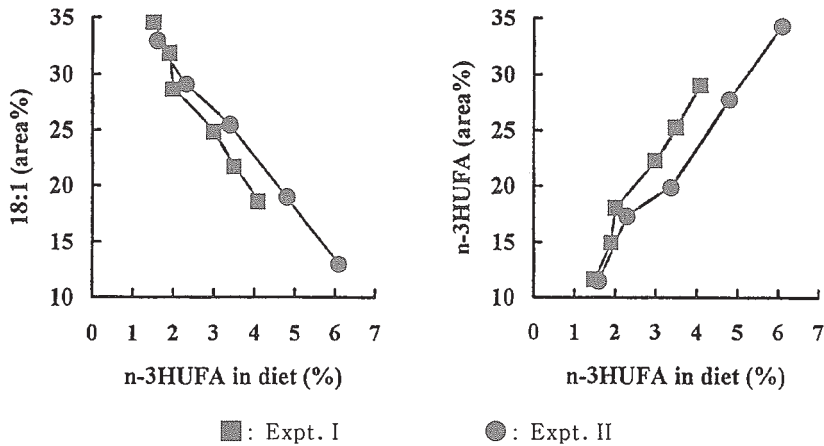 35
30
25
20
15
10
18:1 (area%)
0 1 2 3 4 5 6 7
n-3HUFA in diet (%)
35
30
25
20
15
10
n-3HUFA (area%)
0 1 2 3 4 5 6 7
n-3HUFA in diet (%)
: Expt. I
: Expt. II